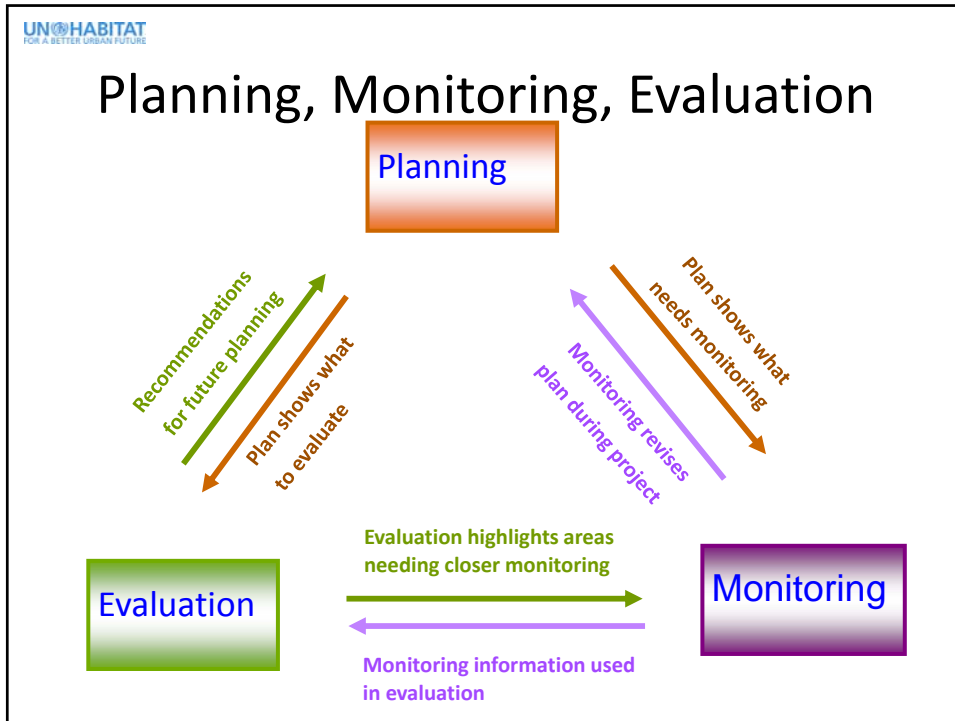 UN HABITAT
FOR A BETTER URBAN FUTURE
Planning, Monitoring, Evaluation
Planning
Recommendations
for future planning
Plan shows what
to evaluate
Monitoring revises
plan during project
Plan shows what
needs monitoring
Evaluation highlights areas
needing closer monitoring
Evaluation
Monitoring
Monitoring information used
in evaluation